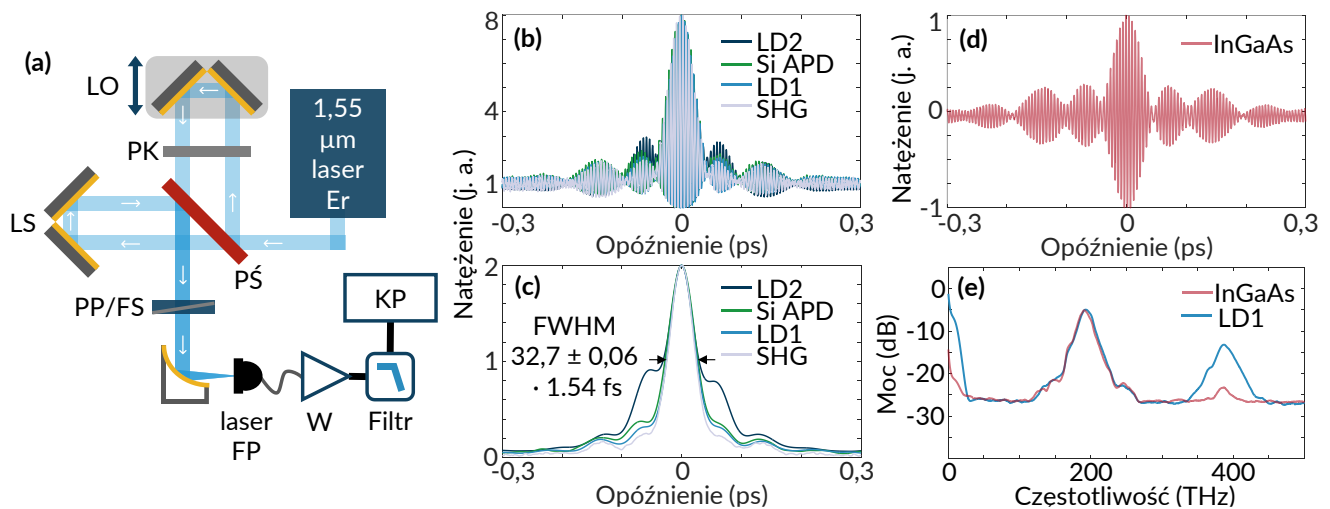 (a)
LO
PK
LS
PŚ
1,55
µm
laser
Er
PP/FS
KP
laser
FP
W
Filtr
(b)
8
4
1
Natężenie (j. a.)
LD2
Si APD
LD1
SHG
-0,3
0
0,3
Opóźnienie (ps)
(c)
2
1
0
LD2
Si APD
LD1
SHG
FWHM
32,7 ± 0,06
· 1.54 fs
-0,3
0
0,3
Opóźnienie (ps)
(d)
1
0
-1
Natężenie (j. a.)
InGaAs
-0,3
0
0,3
Opóźnienie (ps)
(e)
0
-10
-20
-30
Moc (dB)
InGaAs
LD1
0
200
400
Częstotliwość (THz)